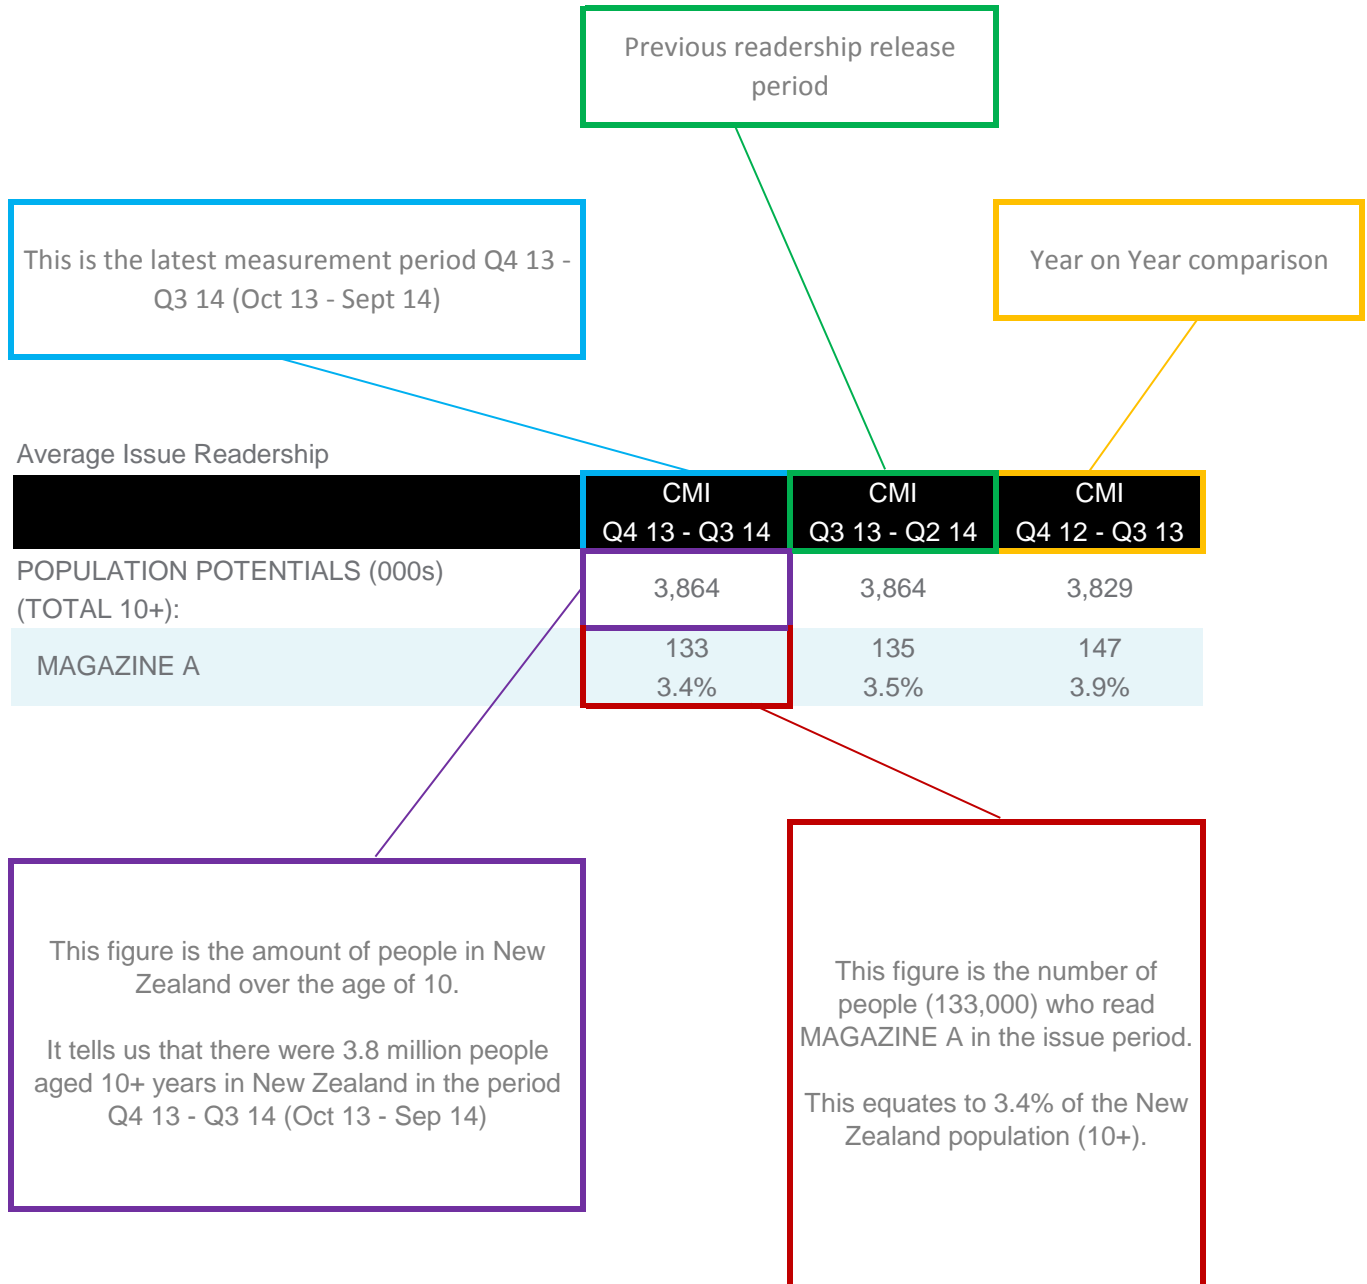 Previous readership release
period
This is the latest measurement period Q4 13 -
Q3 14 (Oct 13 - Sept 14)
Year on Year comparison
Average Issue Readership
CMI CMI CMI
Q4 13 - Q3 14 Q3 13 - Q2 14 Q4 12 - Q3 13
POPULATION POTENTIALS (000s)
(TOTAL 10+):
3,864 3,864 3,829
MAGAZINE A
133 135 147
3.4% 3.5% 3.9%
This figure is the amount of people in New
Zealand over the age of 10.
It tells us that there were 3.8 million people
aged 10+ years in New Zealand in the period
Q4 13 - Q3 14 (Oct 13 - Sep 14)
This figure is the number of
people (133,000) who read
MAGAZINE A in the issue period.
This equates to 3.4% of the New
Zealand population (10+).